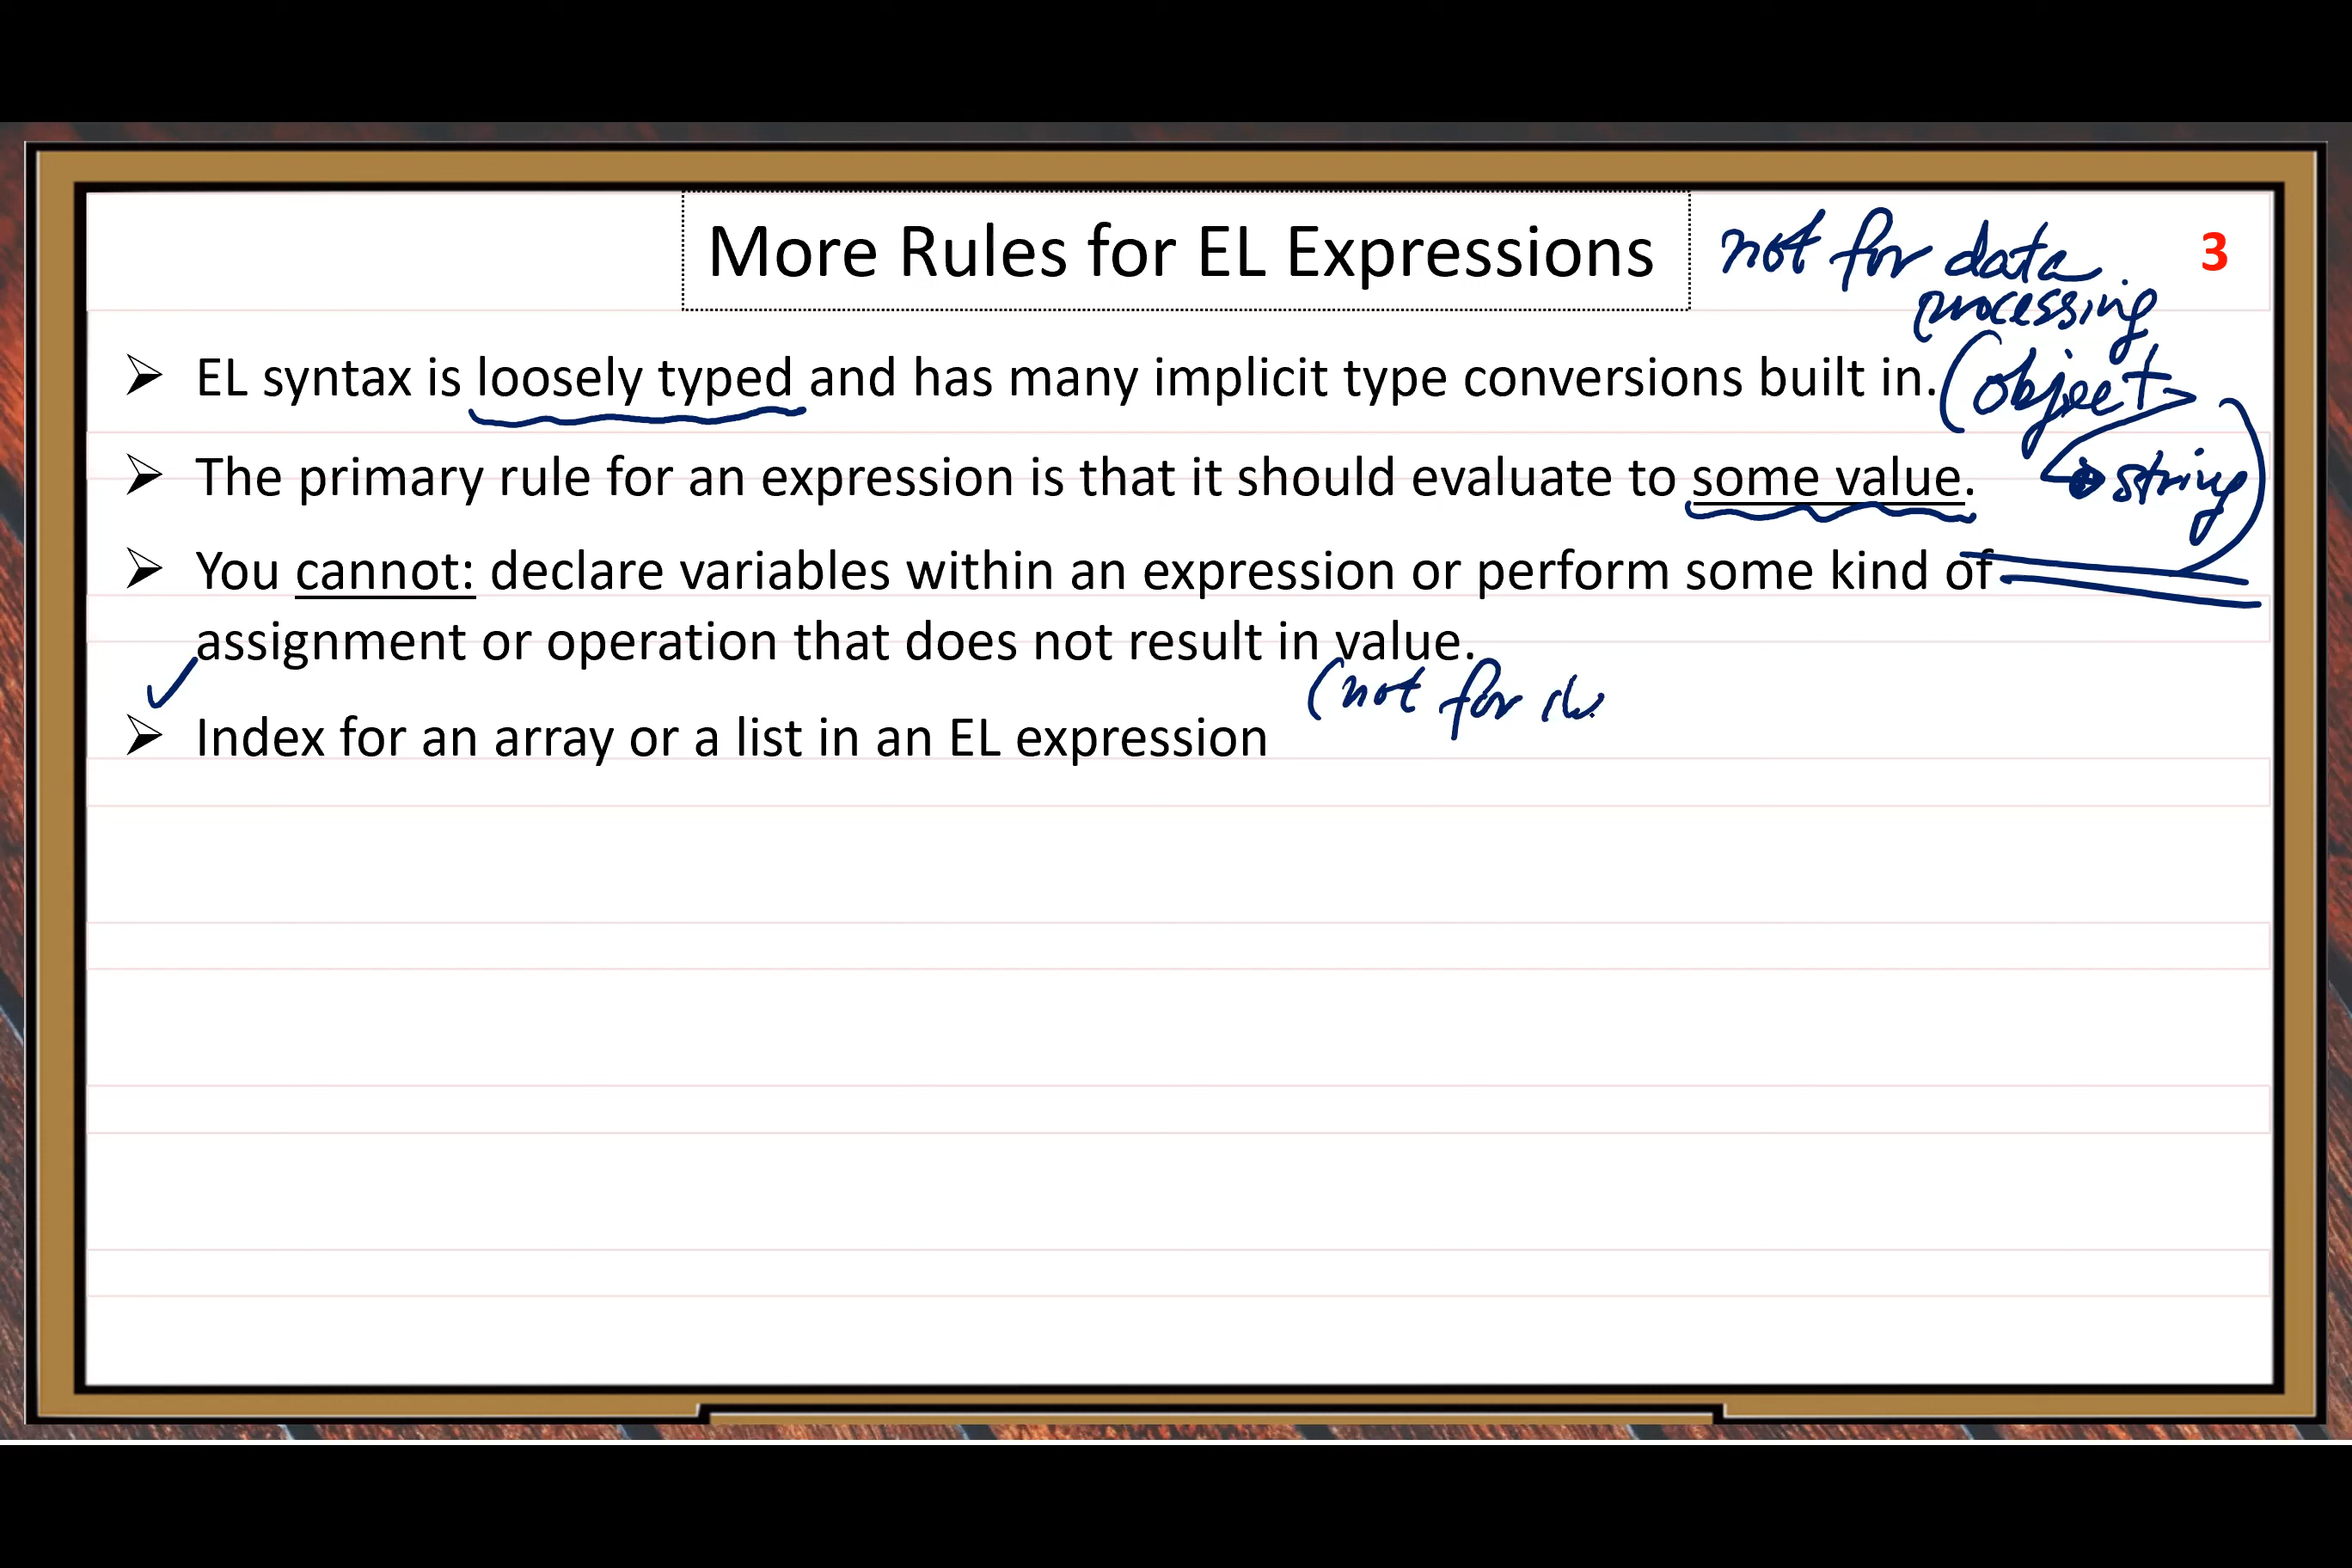 More Rules for EL Expressions
not for data
processing
3
➢ EL syntax is loosely typed and has many implicit type conversions built in.
(object
→ string)
➢ The primary rule for an expression is that it should evaluate to some value.
➢ You cannot: declare variables within an expression or perform some kind of
assignment or operation that does not result in value.
(not for
➢ Index for an array or a list in an EL expression